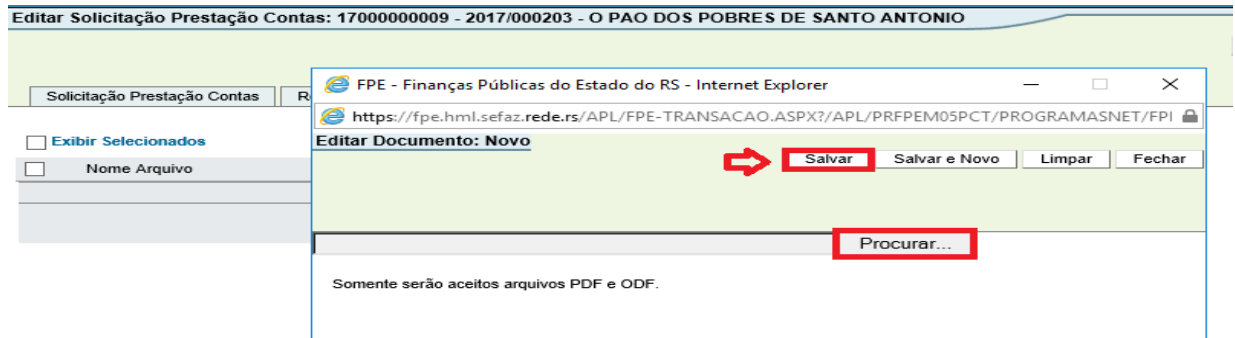 Editar Solicitação Prestação Contas: 17000000009 - 2017/000203 - O PAO DOS POBRES DE SANTO ANTONIO
FPE - Finanças Públicas do Estado do RS - Internet Explorer
Solicitação Prestação Contas
https://fpe.hml.sefaz.rede.rs/APL/FPE-TRANSACAO.ASPX?/APL/PRFPEM05PCT/PROGRAMASNET/FPI
Exibir Selecionados
Editar Documento: Novo
Salvar Salvar e Novo Limpar Fechar
Nome Arquivo
Procurar...
Somente serão aceitos arquivos PDF e ODF.